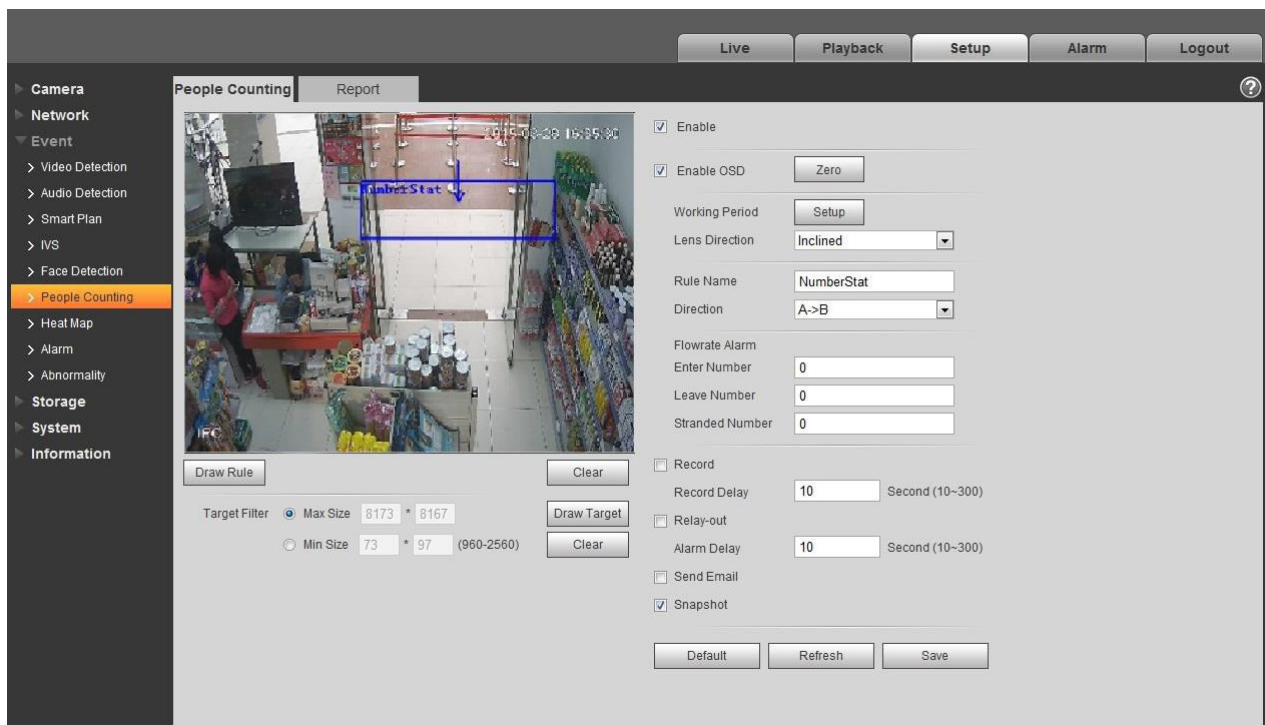 Live Playback Setup Alarm Logout
Camera
Network
Event
Video Detection
Audio Detection
Smart Plan
IVS
Face Detection
People Counting
Heat Map
Alarm
Abnormality
Storage
System
Information
People Counting Report
?
NumberStat
IPC
Draw Rule Clear
Target Filter Max Size 8173 * 8167 Draw Target
Min Size 73 * 97 (960-2560) Clear
Enable
Enable OSD Zero
Working Period Setup
Lens Direction Inclined
Rule Name NumberStat
Direction A->B
Flowrate Alarm
Enter Number 0
Leave Number 0
Stranded Number 0
Record
Record Delay 10 Second (10~300)
Relay-out
Alarm Delay 10 Second (10~300)
Send Email
Snapshot
Default Refresh Save